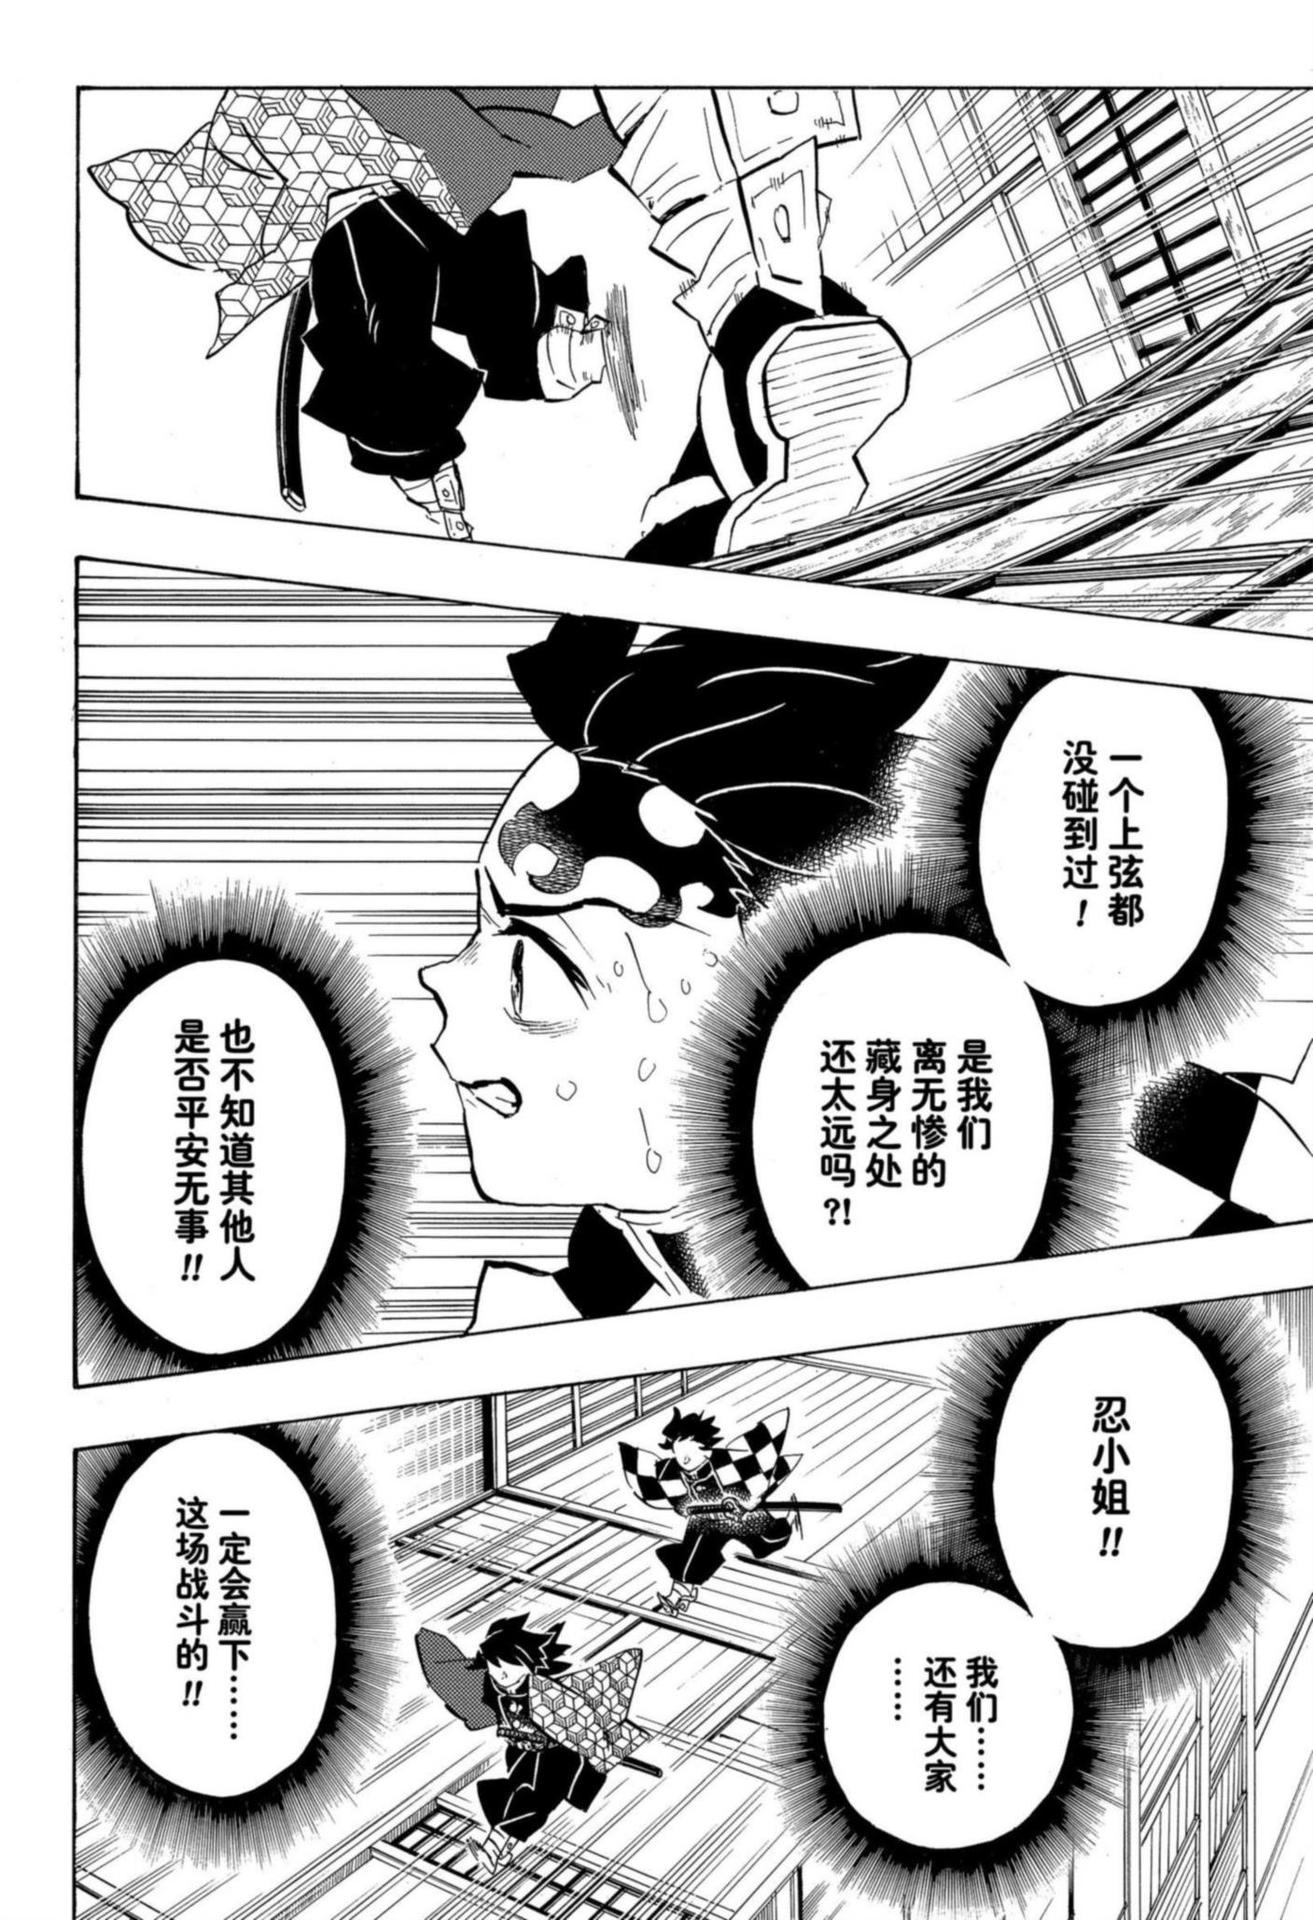 一个上弦都
没碰到过！
是我们
离无惨的
藏身之处
还太远吗?!
也不知道其他人
是否平安无事!!
忍小姐!!
我们……
还有大家
……
一定会赢下……
这场战斗的!!